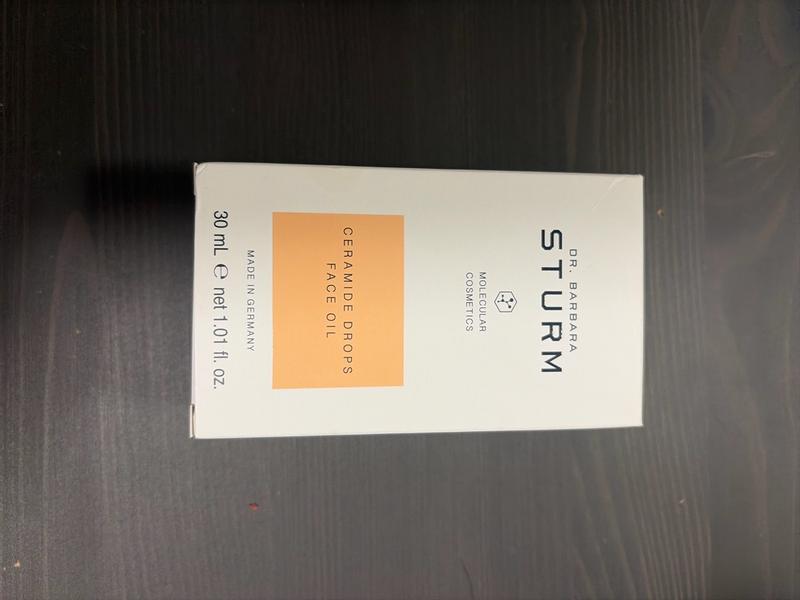 DR. BARBARA
STURM
MOLECULAR
COSMETICS
CERAMIDE DROPS
FACE OIL
MADE IN GERMANY
30 mL ℮ net 1.01 fl. oz.